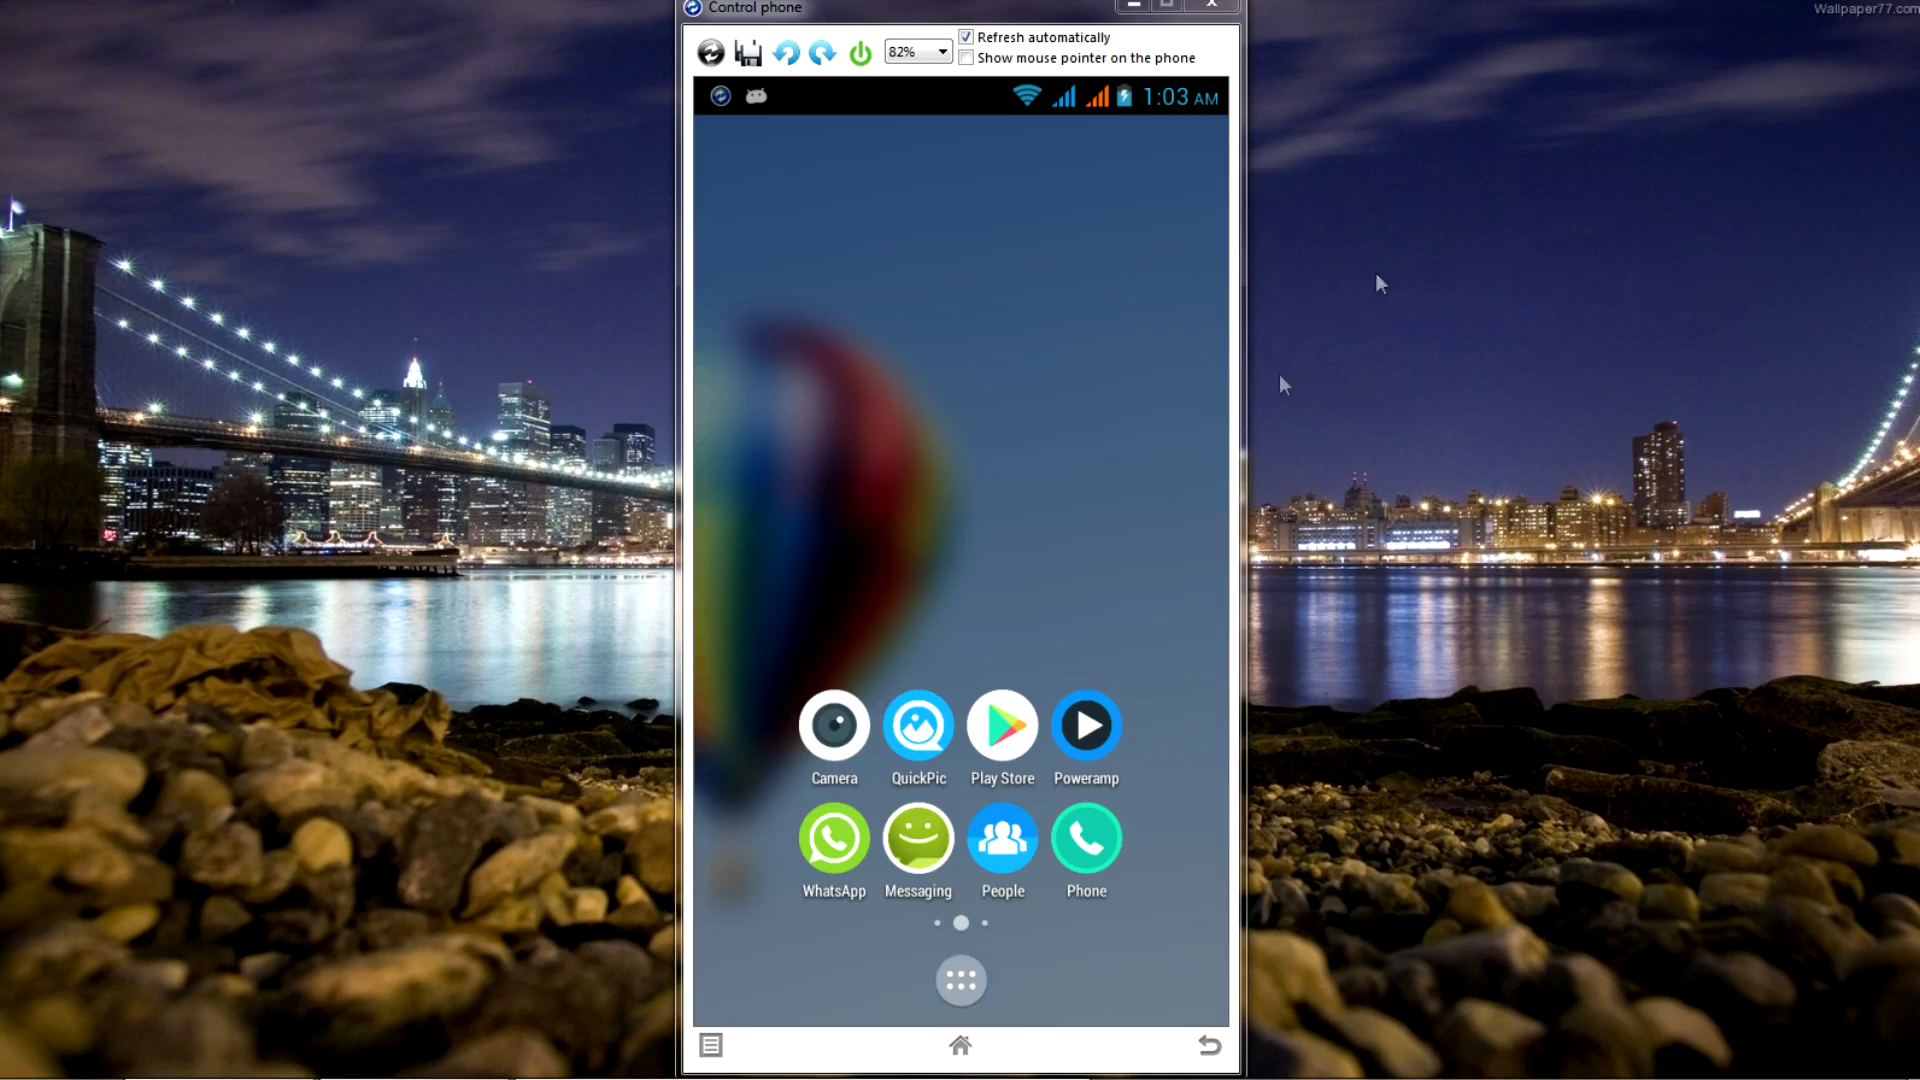 Control phone
Wallpaper77.com
82%
Refresh automatically
Show mouse pointer on the phone
1:03 AM
Camera
QuickPic
Play Store
Poweramp
WhatsApp
Messaging
People
Phone